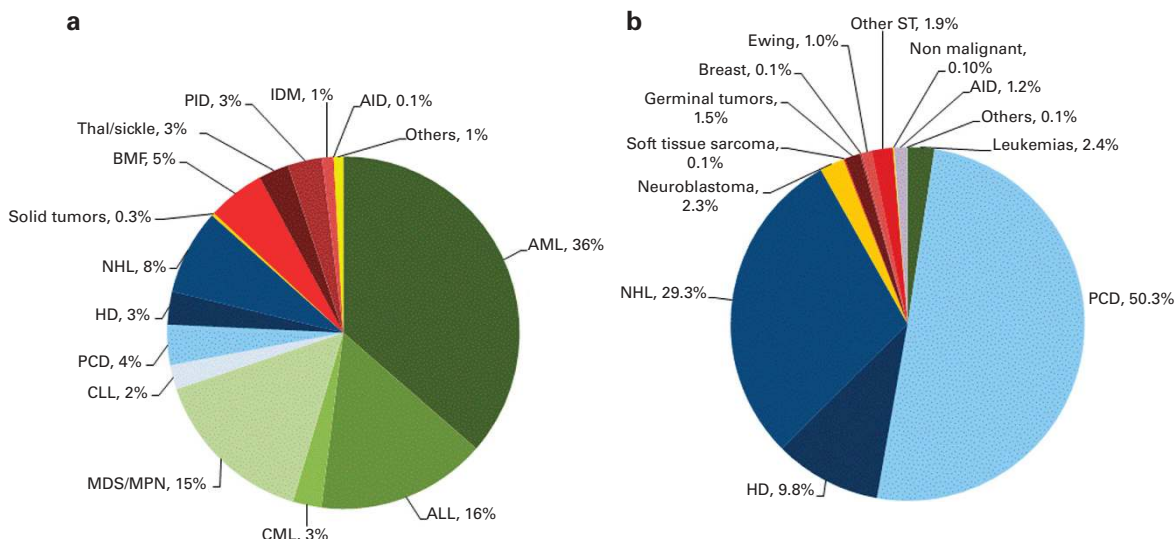 a
PID, 3%
IDM, 1%
AID, 0.1%
Others, 1%
Thal/sickle, 3%
BMF, 5%
Solid tumors, 0.3%
NHL, 8%
HD, 3%
PCD, 4%
CLL, 2%
MDS/MPN, 15%
CML, 3%
ALL, 16%
AML, 36%
b
Other ST, 1.9%
Ewing, 1.0%
Breast, 0.1%
Germinal tumors,
1.5%
Soft tissue sarcoma,
0.1%
Neuroblastoma,
2.3%
Non malignant,
0.10%
AID, 1.2%
Others, 0.1%
Leukemias, 2.4%
NHL, 29.3%
PCD, 50.3%
HD, 9.8%